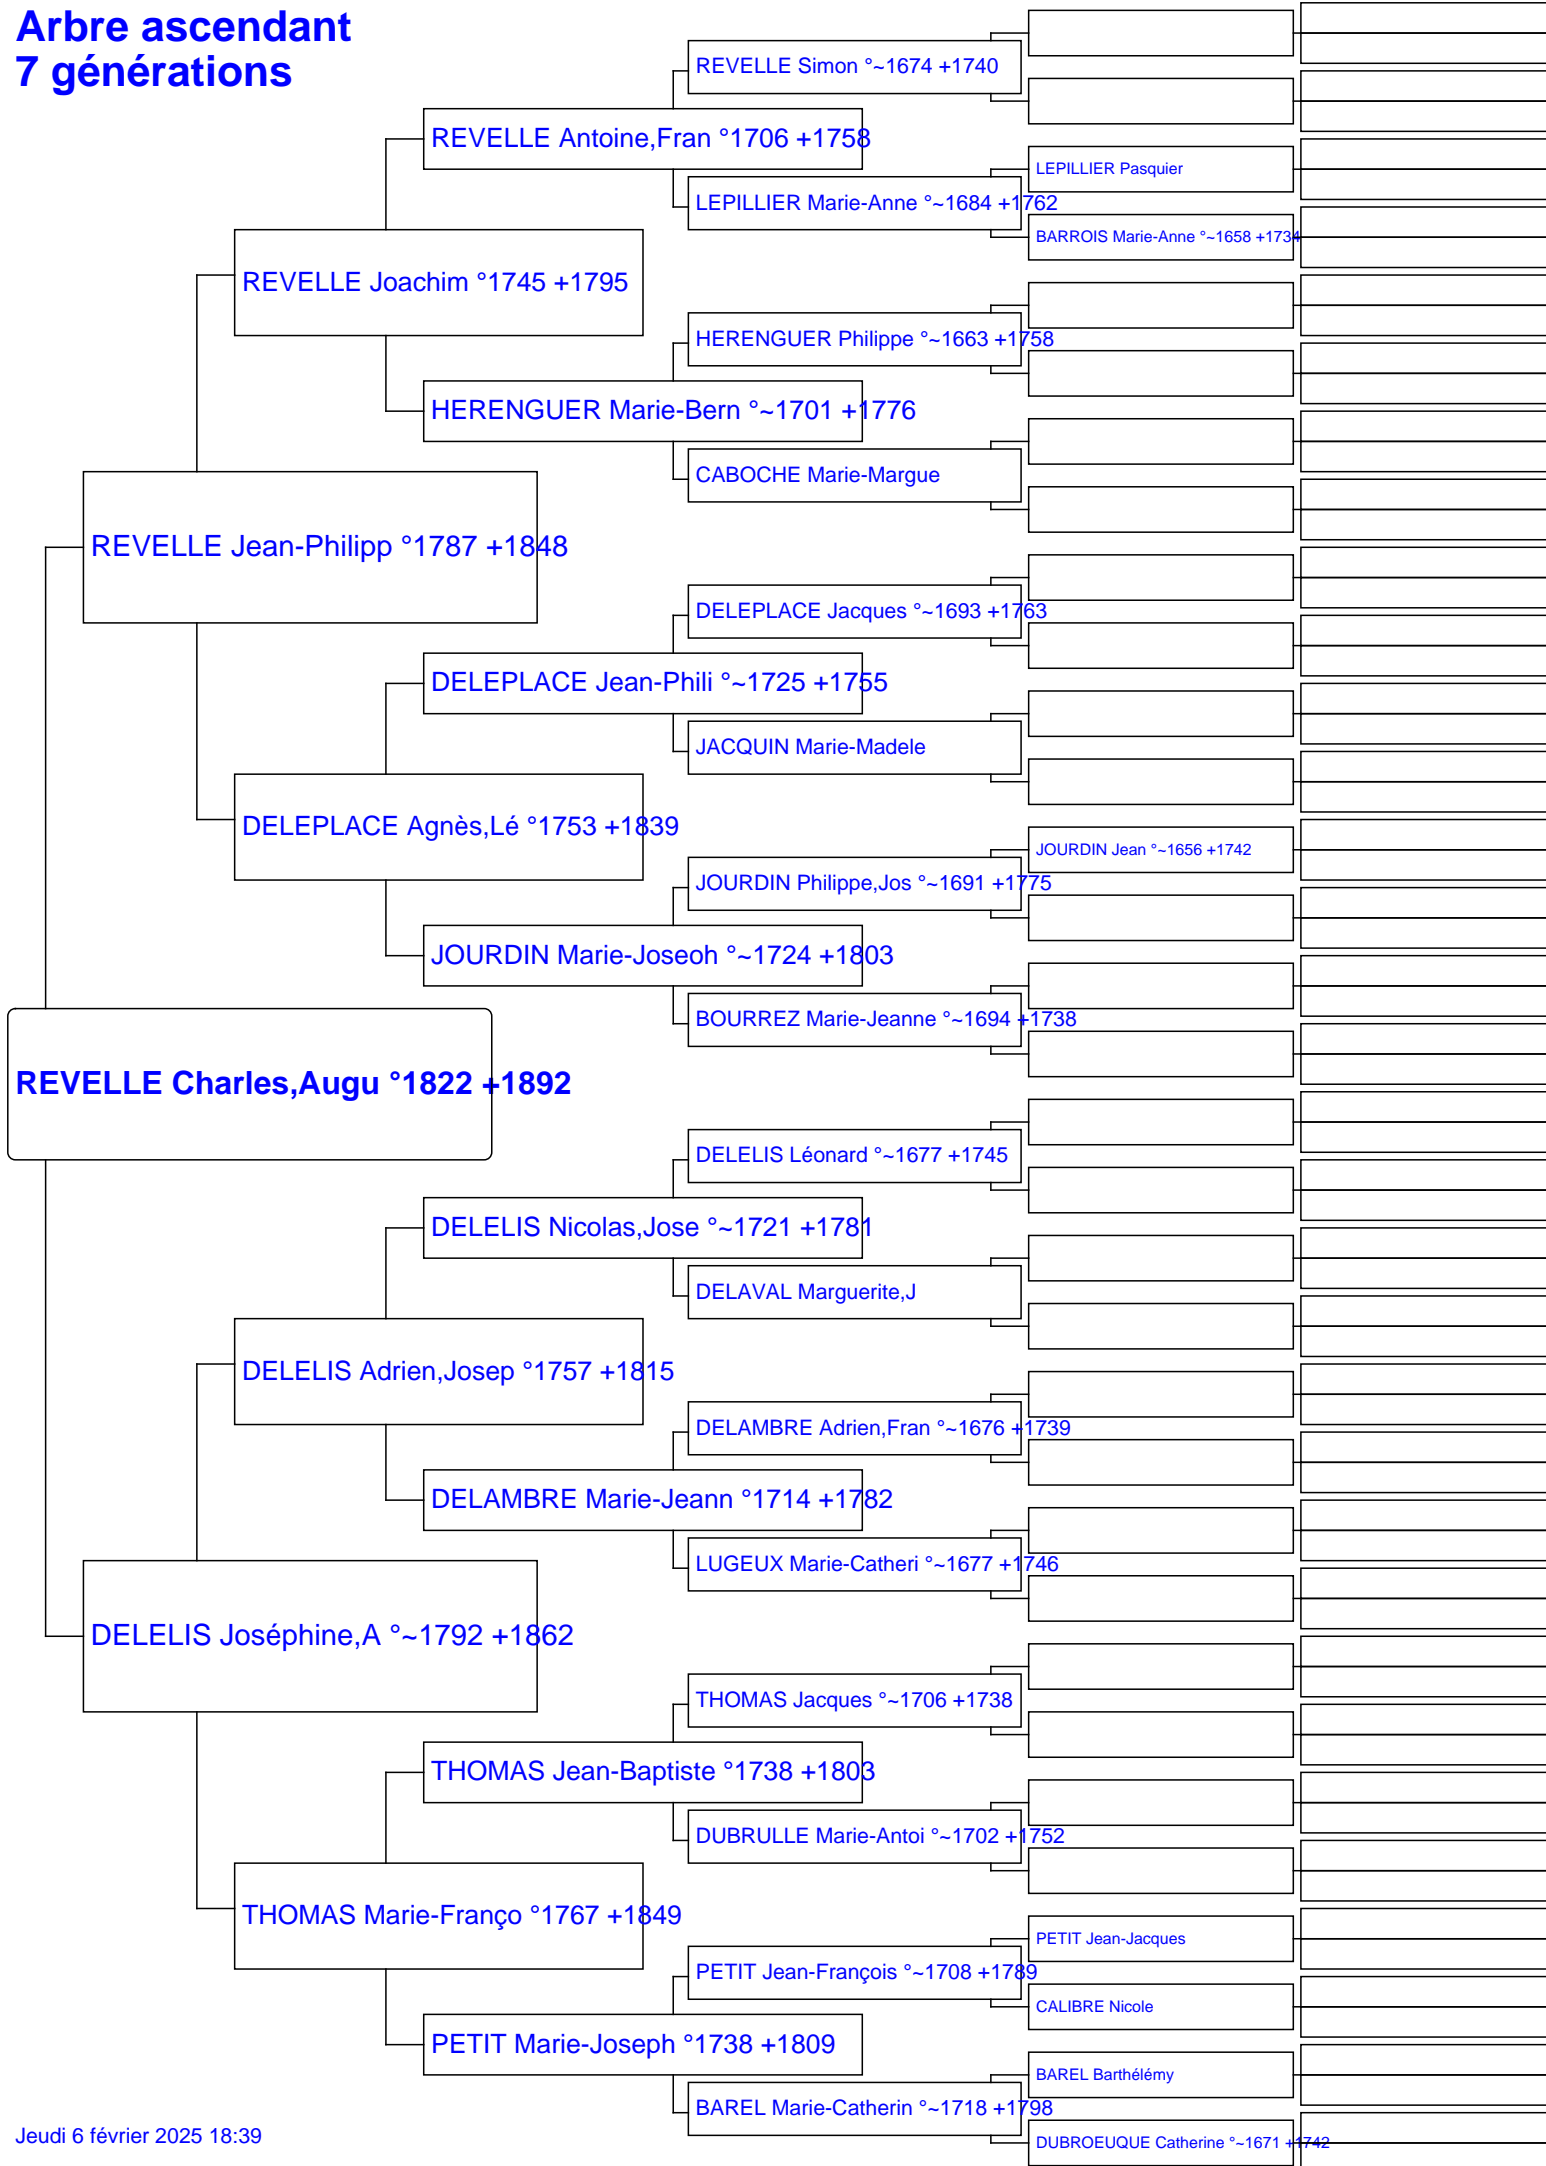 Arbre ascendant
7 générations
REVELLE Simon °~1674 +1740
REVELLE Antoine,Fran °1706 +1758
LEPILLIER Pasquier
LEPILLIER Marie-Anne °~1684 +1762
BARROIS Marie-Anne °~1658 +1734
REVELLE Joachim °1745 +1795
HERENGUER Philippe °~1663 +1758
HERENGUER Marie-Bern °~1701 +1776
CABOCHE Marie-Margue
REVELLE Jean-Philipp °1787 +1848
DELEPLACE Jacques °~1693 +1763
DELEPLACE Jean-Phili °~1725 +1755
JACQUIN Marie-Madele
DELEPLACE Agnès,Lé °1753 +1839
JOURDIN Jean °~1656 +1742
JOURDIN Philippe,Jos °~1691 +1775
JOURDIN Marie-Joseoh °~1724 +1803
BOURREZ Marie-Jeanne °~1694 +1738
REVELLE Charles,Augu °1822 +1892
DELELIS Léonard °~1677 +1745
DELELIS Nicolas,Jose °~1721 +1781
DELAVAL Marguerite,J
DELELIS Adrien,Josep °1757 +1815
DELAMBRE Adrien,Fran °~1676 +1739
DELAMBRE Marie-Jeann °1714 +1782
LUGEUX Marie-Catheri °~1677 +1746
DELELIS Joséphine,A °~1792 +1862
THOMAS Jacques °~1706 +1738
THOMAS Jean-Baptiste °1738 +1803
DUBRULLE Marie-Antoi °~1702 +1752
THOMAS Marie-Franço °1767 +1849
PETIT Jean-Jacques
PETIT Jean-François °~1708 +1789
CALIBRE Nicole
PETIT Marie-Joseph °1738 +1809
BAREL Barthélémy
BAREL Marie-Catherin °~1718 +1798
DUBROEUQUE Catherine °~1671 +1742
Jeudi 6 février 2025 18:39